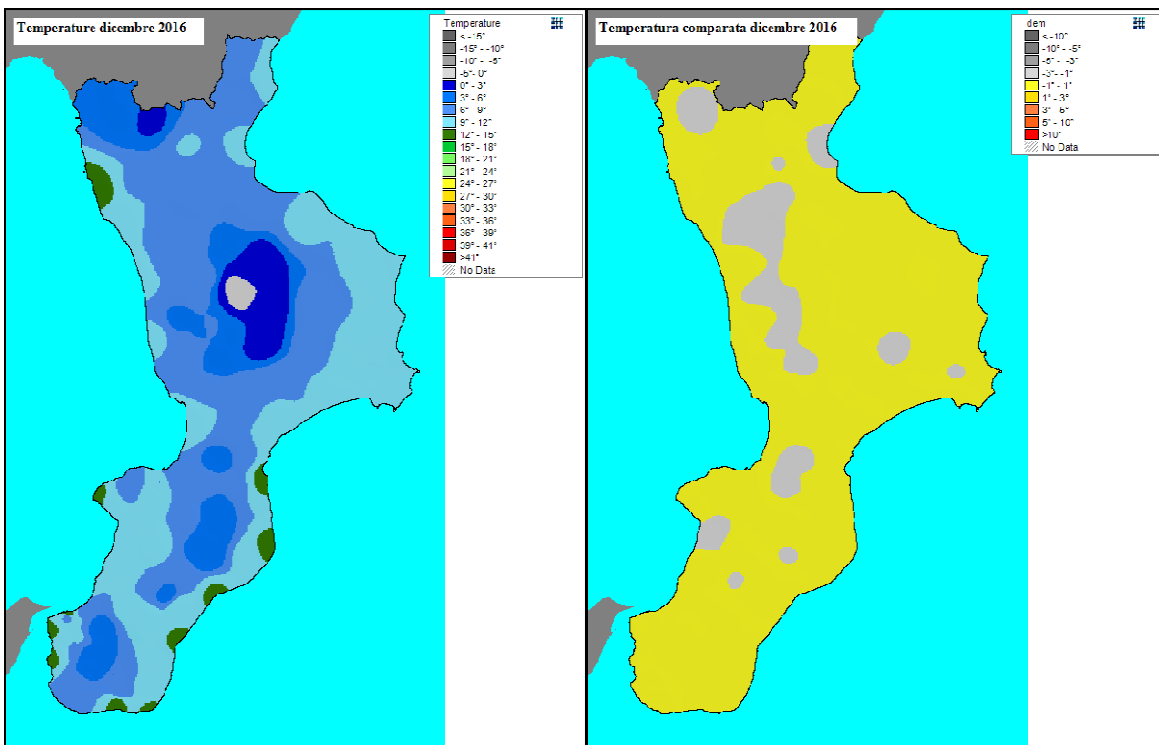 Temperature dicembre 2016
Temperature
< -15°
-15° - -10°
-10° - -5°
-5° - 0°
0° - 3°
3° - 6°
6° - 9°
9° - 12°
12° - 15°
15° - 18°
18° - 21°
21° - 24°
24° - 27°
27° - 30°
30° - 33°
33° - 36°
36° - 39°
39° - 41°
>41°
No Data
Temperatura comparata dicembre 2016
dem
< -10°
-10° - -5°
-5° - -3°
-3° - -1°
-1° - 1°
1° - 3°
3° - 5°
5° - 10°
>10°
No Data